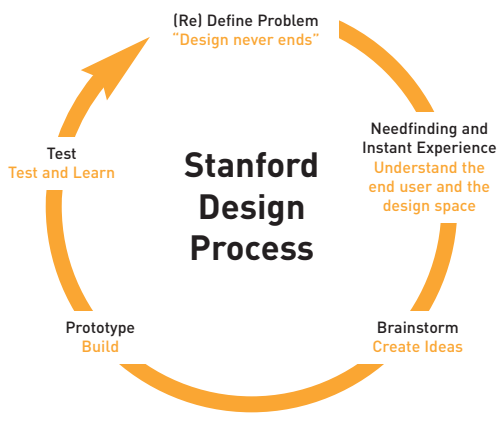 (Re) Define Problem
“Design never ends”
Needfinding and
Instant Experience
Understand the
end user and the
design space
Brainstorm
Create Ideas
Prototype
Build
Test
Test and Learn
Stanford
Design
Process